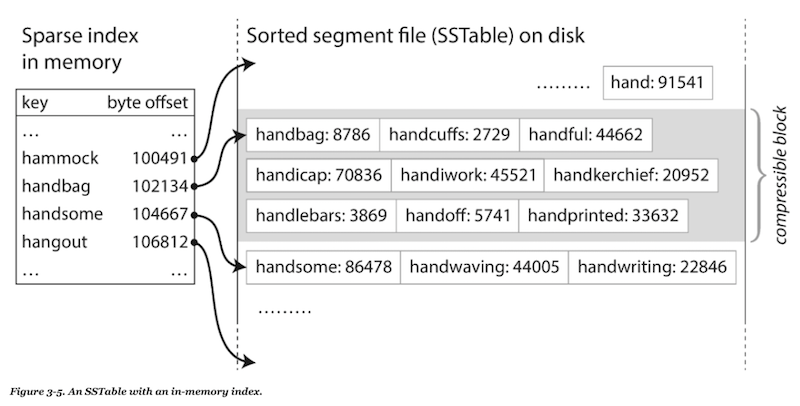 Sparse index
in memory
key byte offset
... ...
hammock 100491
handbag 102134
handsome 104667
hangout 106812
... ...
Sorted segment file (SSTable) on disk
......... hand: 91541
handbag: 8786 handcuffs: 2729 handful: 44662
handicap: 70836 handiwork: 45521 handkerchief: 20952
handlebars: 3869 handoff: 5741 handprinted: 33632
handsome: 86478 handwaving: 44005 handwriting: 22846
.........
compressible block
Figure 3-5. An SSTable with an in-memory index.